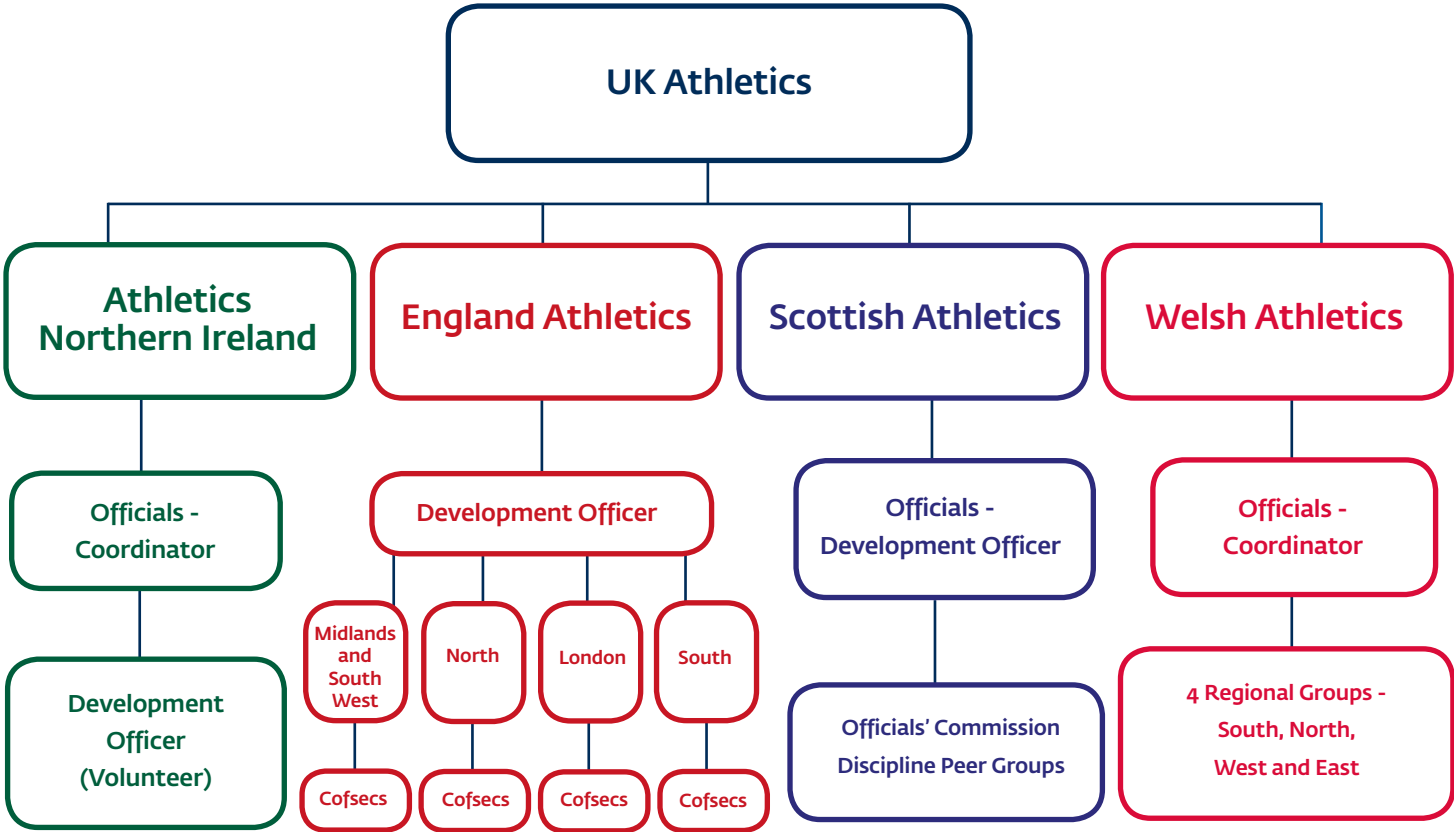 UK Athletics
Athletics
Northern Ireland
England Athletics
Scottish Athletics
Welsh Athletics
Officials -
Coordinator
Development Officer
Officials -
Development Officer
Officials -
Coordinator
Midlands
and
South
West
North
London
South
Development
Officer
(Volunteer)
Cofsecs
Cofsecs
Cofsecs
Cofsecs
Officials’ Commission
Discipline Peer Groups
4 Regional Groups -
South, North,
West and East